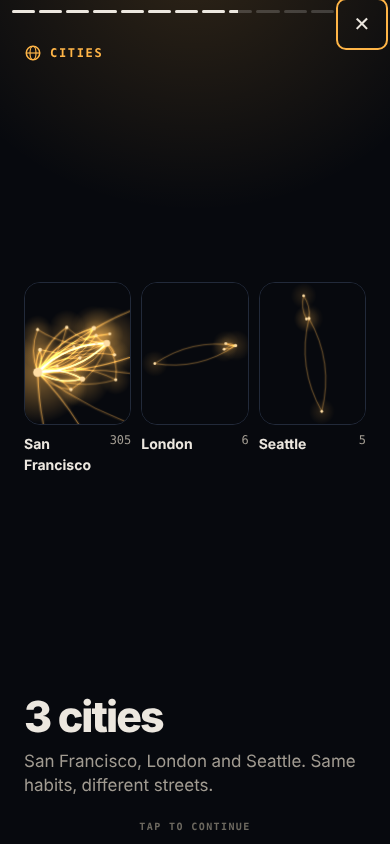 CITIES
San Francisco 305
London 6
Seattle 5
3 cities
San Francisco, London and Seattle. Same
habits, different streets.
TAP TO CONTINUE